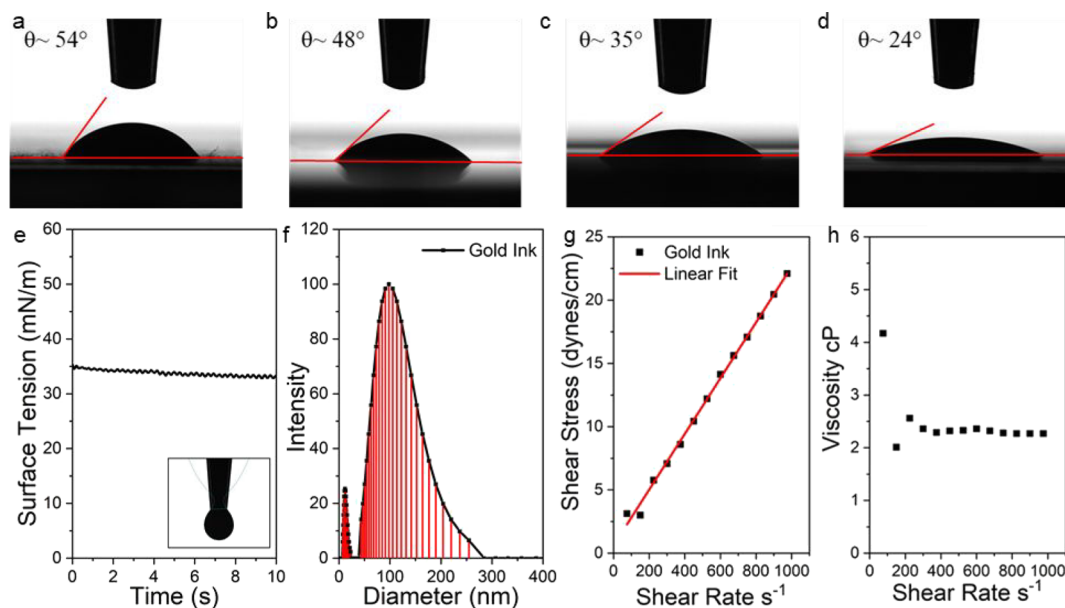 a
θ~ 54°
b
θ~ 48°
c
θ~ 35°
d
θ~ 24°
e
60
50
40
30
20
10
0
Surface Tension (mN/m)
0 2 4 6 8 10
Time (s)
f
120
100
80
60
40
20
0
Intensity
Gold Ink
0 100 200 300 400
Diameter (nm)
g
25
20
15
10
5
0
Shear Stress (dynes/cm)
Gold Ink
Linear Fit
0 200 400 600 800 1000
Shear Rate s⁻¹
h
6
5
4
3
2
1
0
Viscosity cP
0 200 400 600 800 1000
Shear Rate s⁻¹